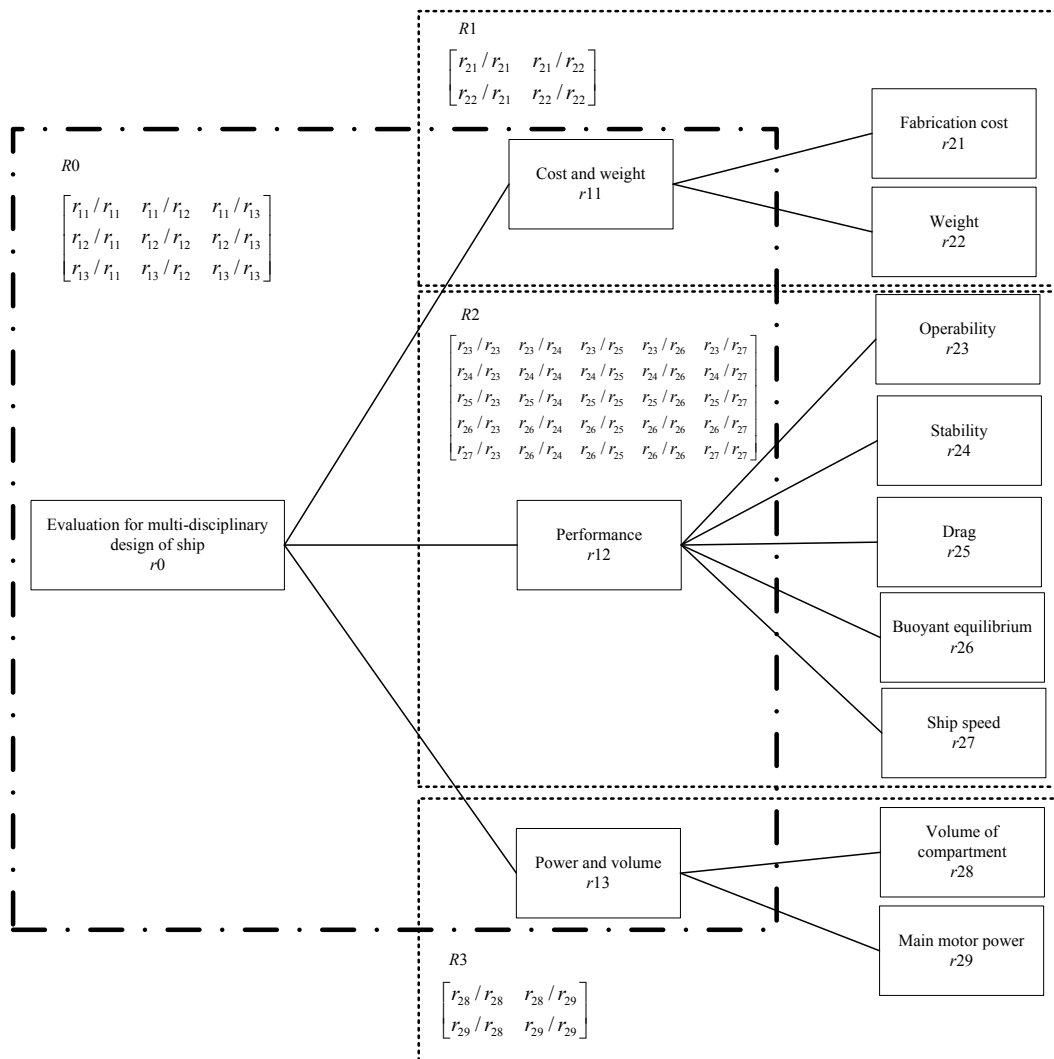 R1
[r21 / r21 r21 / r22]
[r22 / r21 r22 / r22]
Fabrication cost
r21
Cost and weight
r11
Weight
r22
R0
[r11 / r11 r11 / r12 r11 / r13]
[r12 / r11 r12 / r12 r12 / r13]
[r13 / r11 r13 / r12 r13 / r13]
R2
[r23 / r23 r23 / r24 r23 / r25 r23 / r26 r23 / r27]
[r24 / r23 r24 / r24 r24 / r25 r24 / r26 r24 / r27]
[r25 / r23 r25 / r24 r25 / r25 r25 / r26 r25 / r27]
[r26 / r23 r26 / r24 r26 / r25 r26 / r26 r26 / r27]
[r27 / r23 r26 / r24 r26 / r25 r26 / r26 r27 / r27]
Operability
r23
Stability
r24
Evaluation for multi-disciplinary
design of ship
r0
Performance
r12
Drag
r25
Buoyant equilibrium
r26
Ship speed
r27
Power and volume
r13
Volume of
compartment
r28
Main motor power
r29
R3
[r28 / r28 r28 / r29]
[r29 / r28 r29 / r29]